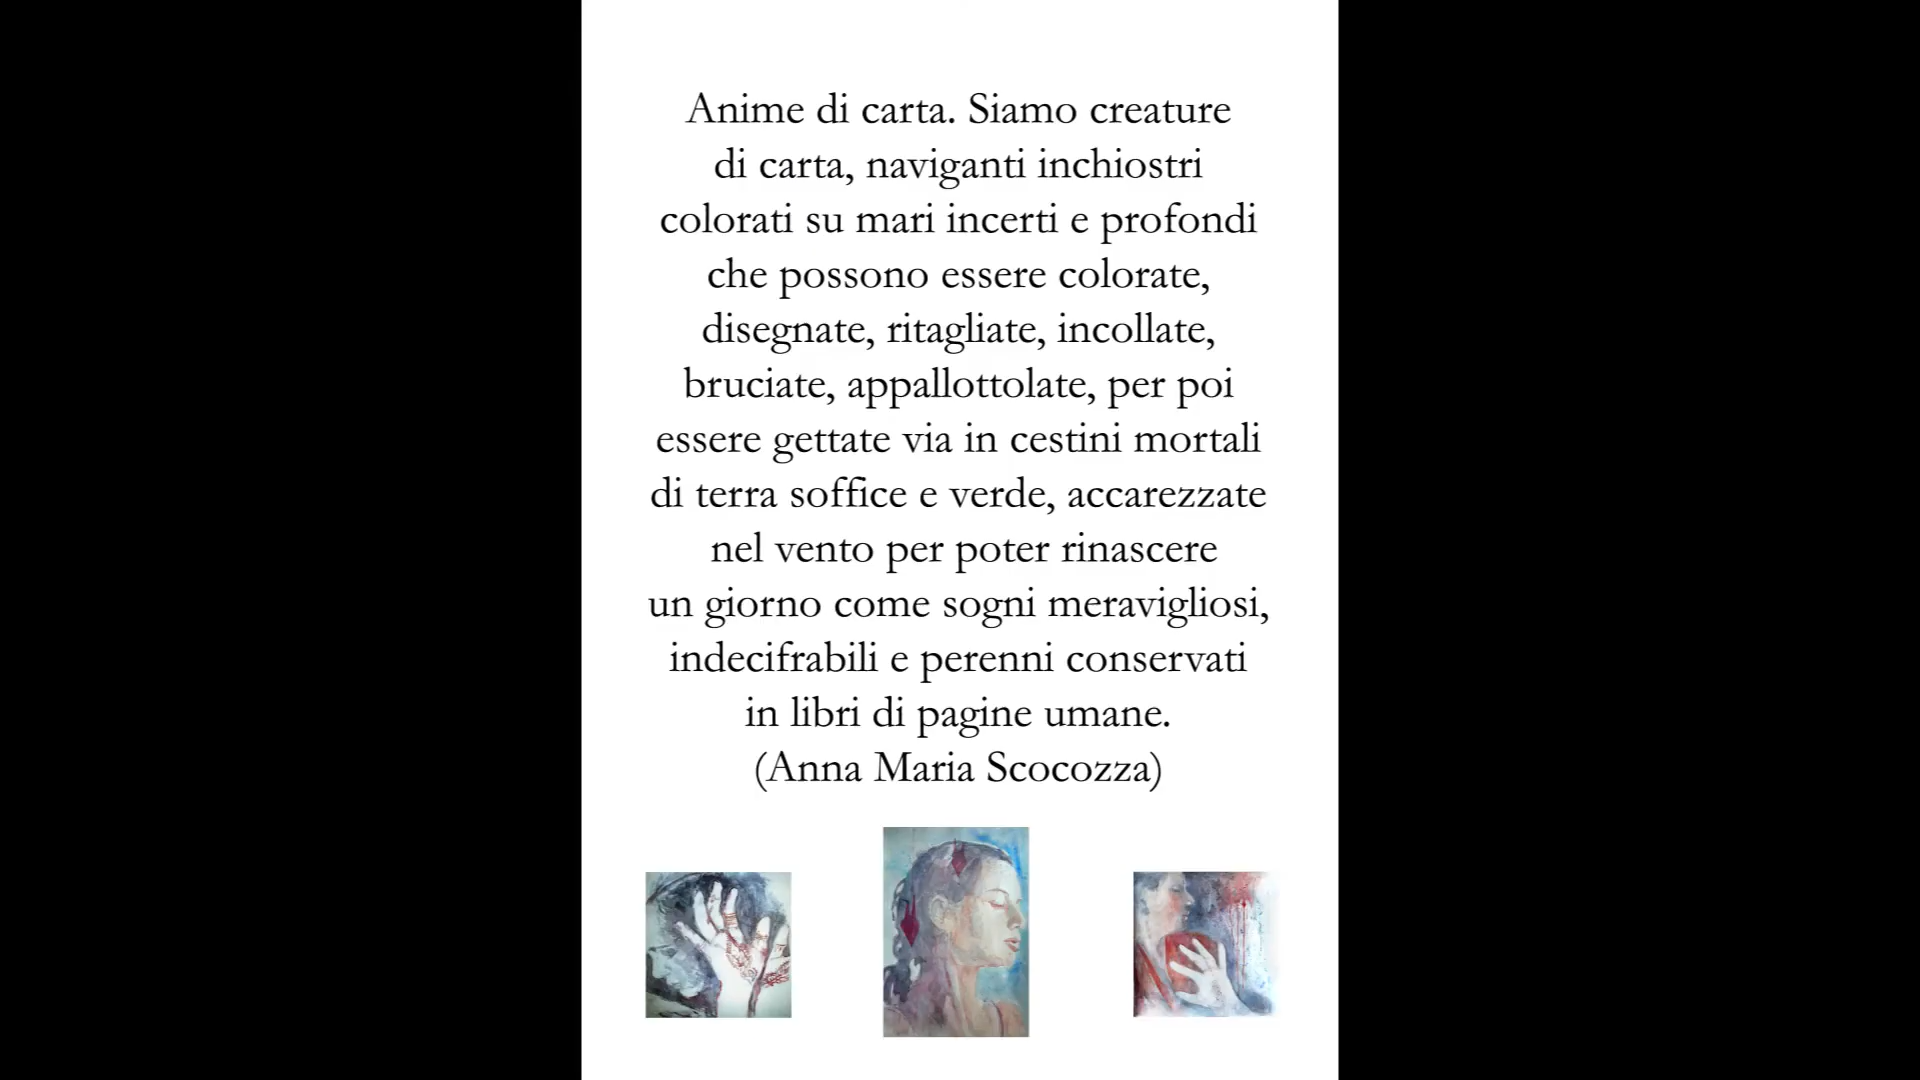 Anime di carta. Siamo creature
di carta, naviganti inchiostri
colorati su mari incerti e profondi
che possono essere colorate,
disegnate, ritagliate, incollate,
bruciate, appallottolate, per poi
essere gettate via in cestini mortali
di terra soffice e verde, accarezzate
nel vento per poter rinascere
un giorno come sogni meravigliosi,
indecifrabili e perenni conservati
in libri di pagine umane.
(Anna Maria Scocozza)